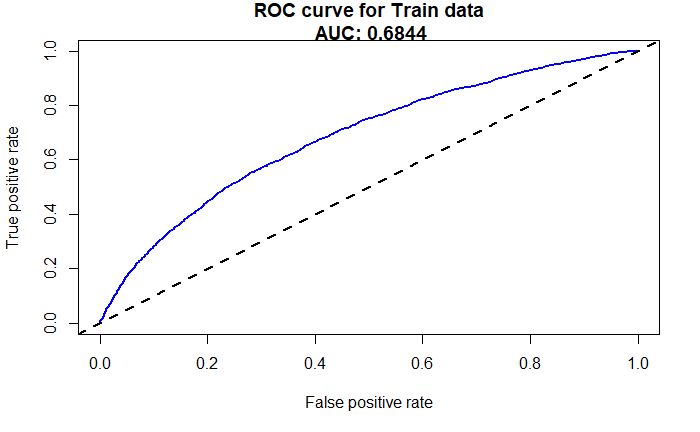 ROC curve for Train data
AUC: 0.6844
True positive rate
1.0
0.8
0.6
0.4
0.2
0.0
0.0 0.2 0.4 0.6 0.8 1.0
False positive rate